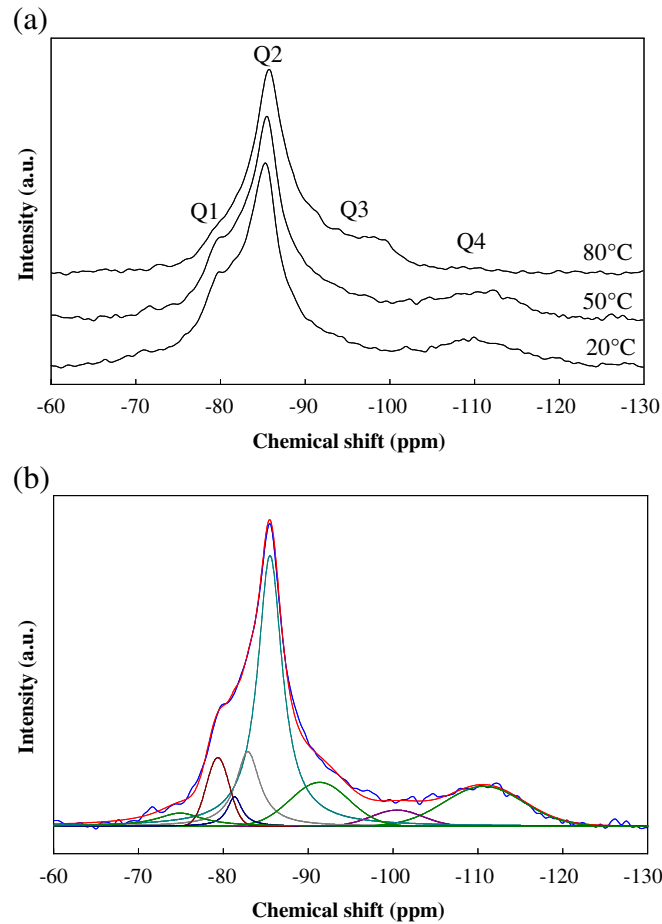 (a)
Q2
Q1
Q3
Q4
80°C
50°C
20°C
Intensity (a.u.)
-60 -70 -80 -90 -100 -110 -120 -130
Chemical shift (ppm)
(b)
Intensity (a.u.)
-60 -70 -80 -90 -100 -110 -120 -130
Chemical shift (ppm)